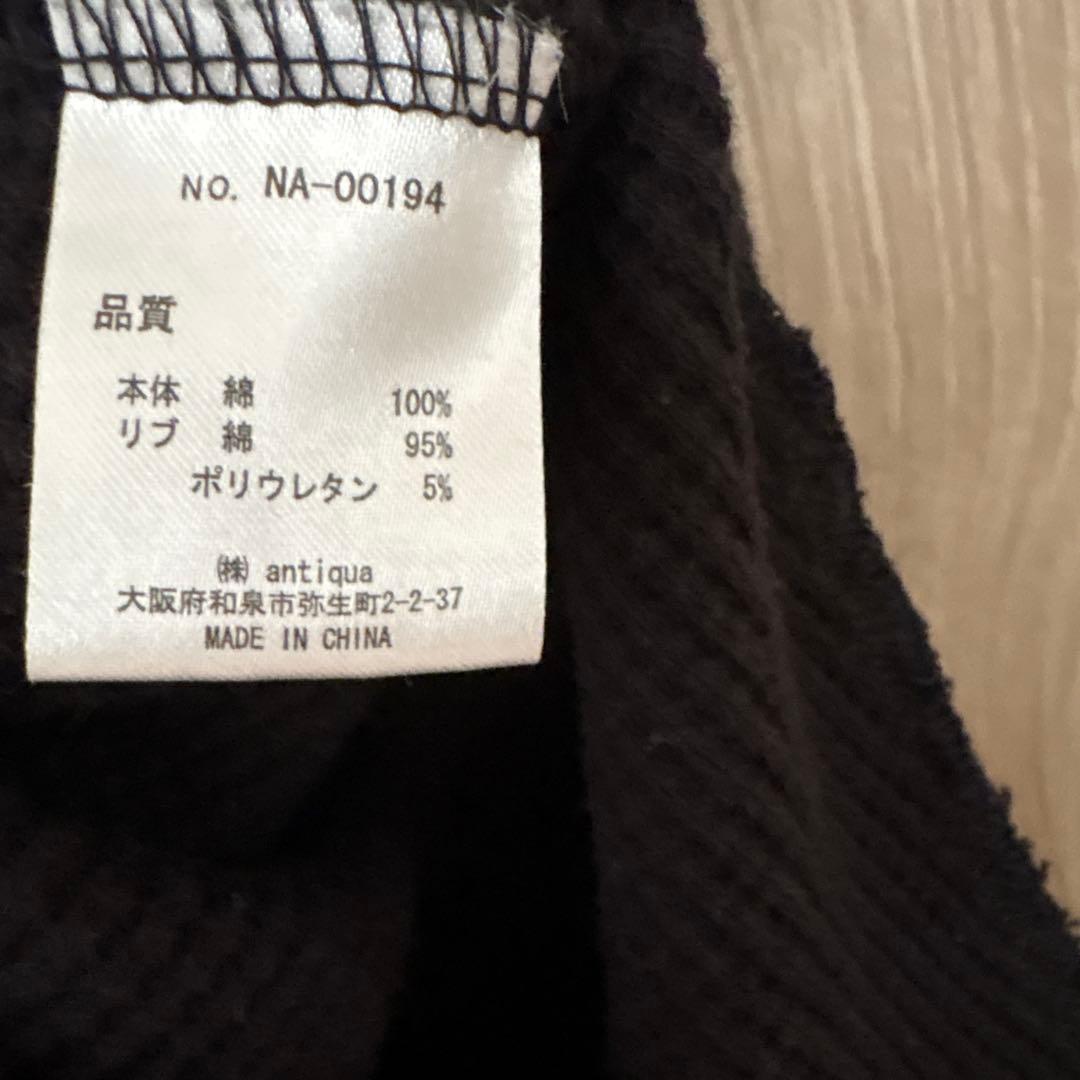 NO. NA-00194
品質
本体 綿 100%
リブ 綿 95%
ポリウレタン 5%
㈱ antiqua
大阪府和泉市弥生町2-2-37
MADE IN CHINA